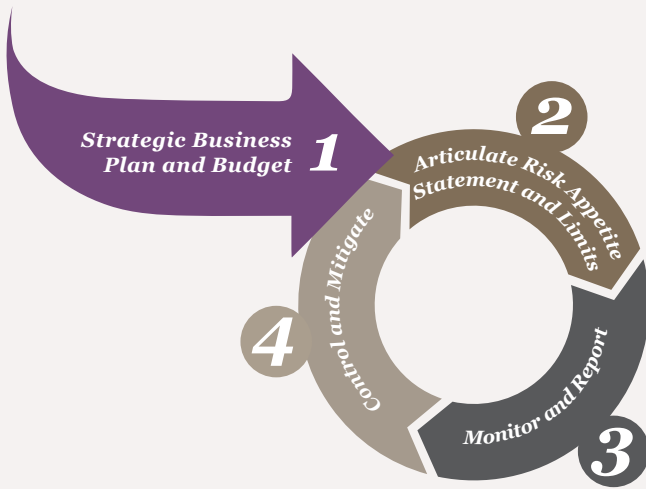 Strategic Business
Plan and Budget
1
2
Articulate Risk Appetite
Statement and Limits
Monitor and Report
3
4
Control and Mitigate